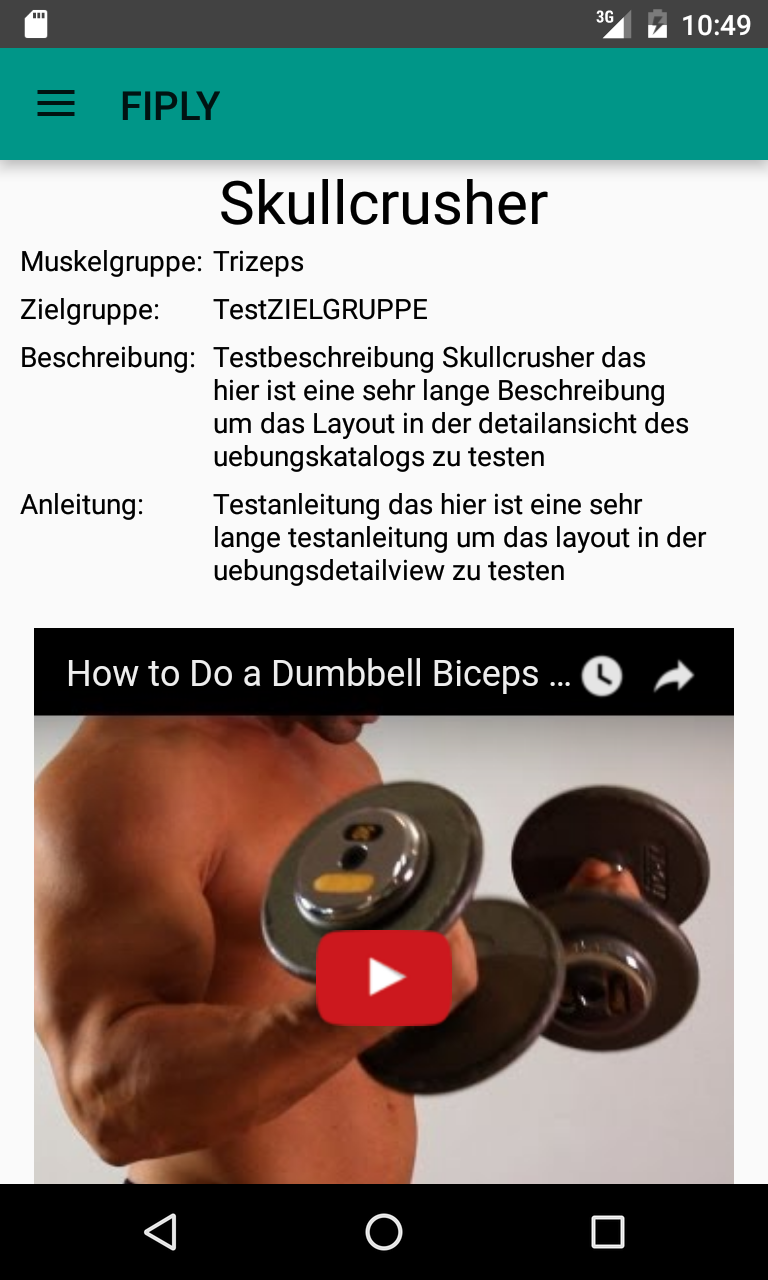 3G 10:49
FIPLY
Skullcrusher
Muskelgruppe: Trizeps
Zielgruppe: TestZIELGRUPPE
Beschreibung: Testbeschreibung Skullcrusher das
hier ist eine sehr lange Beschreibung
um das Layout in der detailansicht des
uebungskatalogs zu testen
Anleitung: Testanleitung das hier ist eine sehr
lange testanleitung um das layout in der
uebungsdetailview zu testen
How to Do a Dumbbell Biceps ...